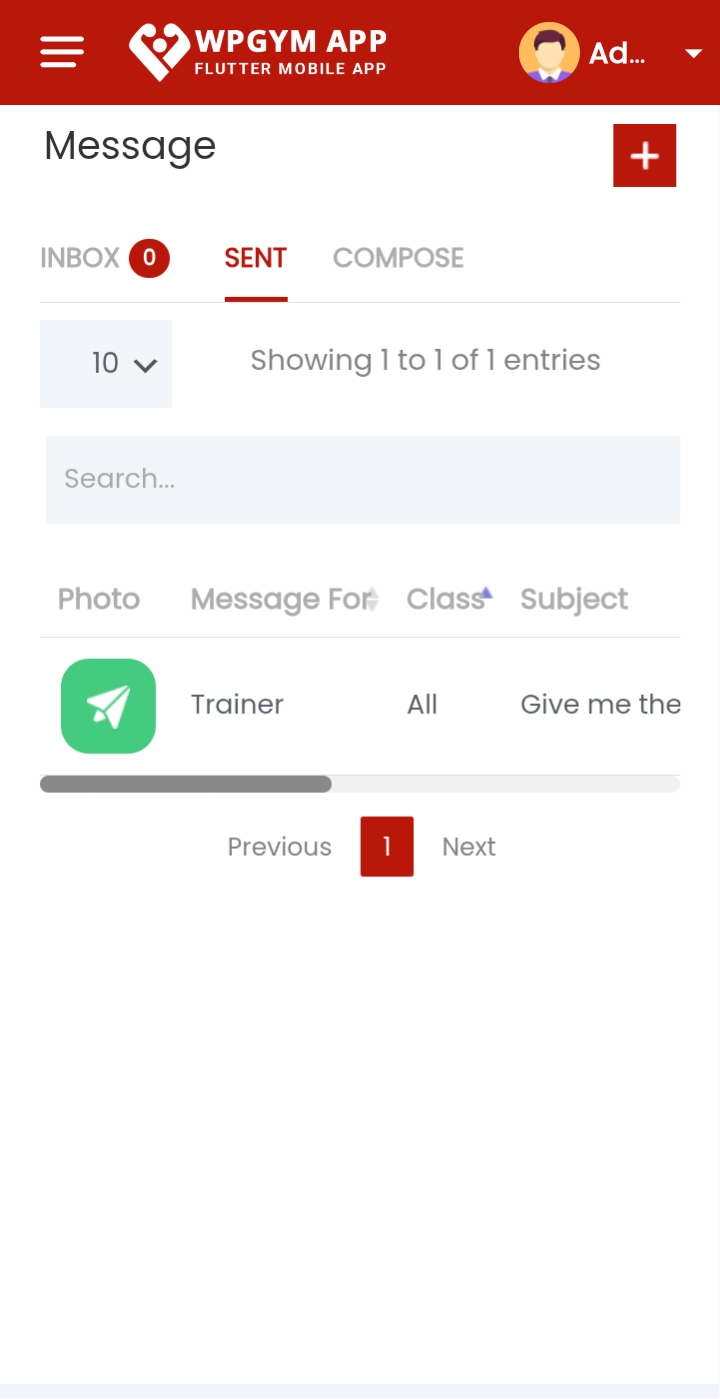 WPGYM APP
FLUTTER MOBILE APP
Ad...
Message
INBOX 0 SENT COMPOSE
10 Showing 1 to 1 of 1 entries
Search...
Photo Message For Class Subject
Trainer All Give me the
Previous 1 Next